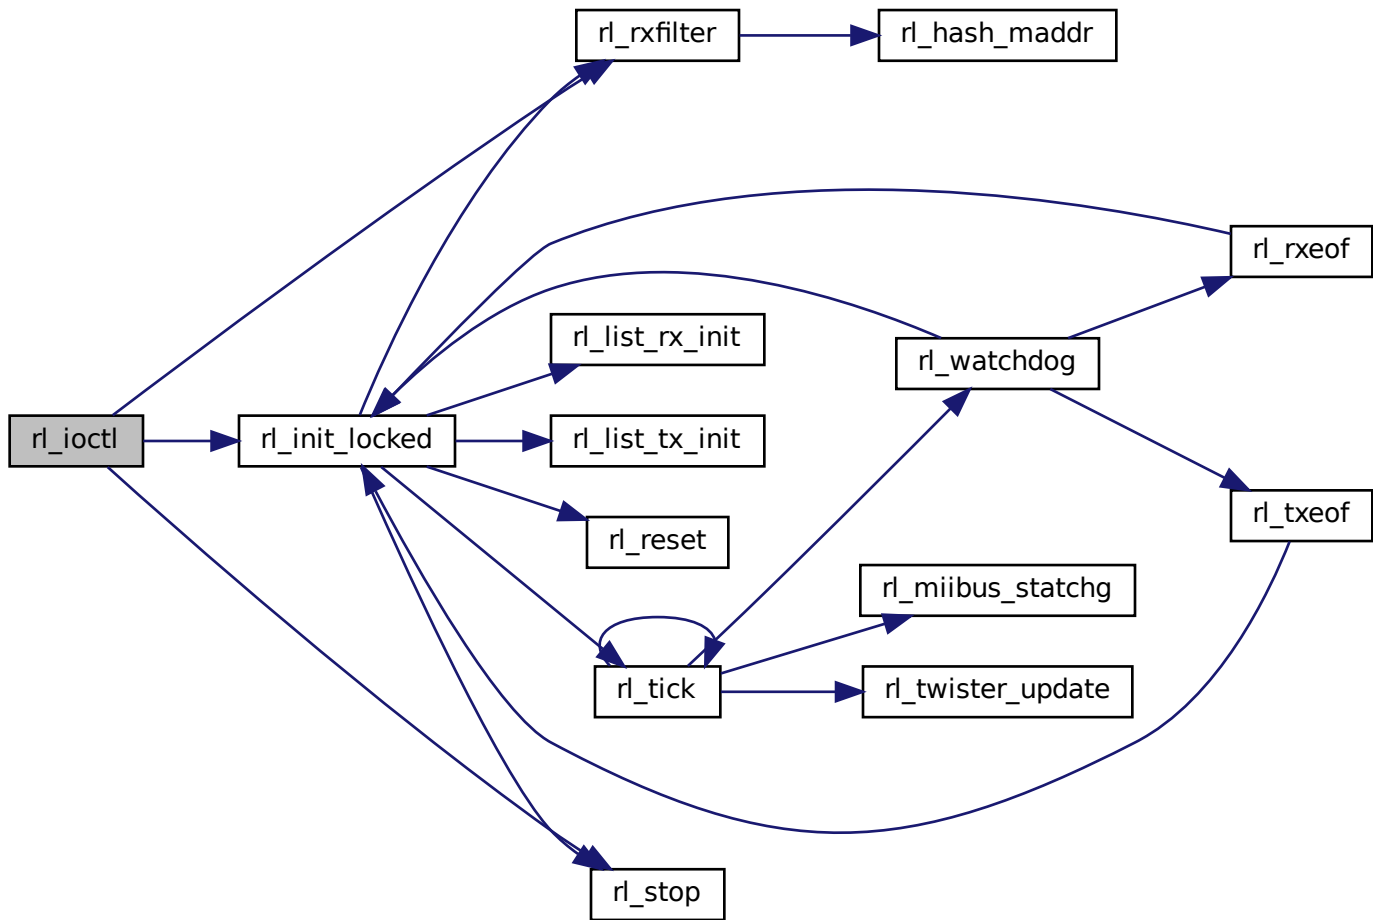 rl_rxfilter
rl_hash_maddr
rl_rxeof
rl_list_rx_init
rl_watchdog
rl_ioctl
rl_init_locked
rl_list_tx_init
rl_txeof
rl_reset
rl_miibus_statchg
rl_tick
rl_twister_update
rl_stop